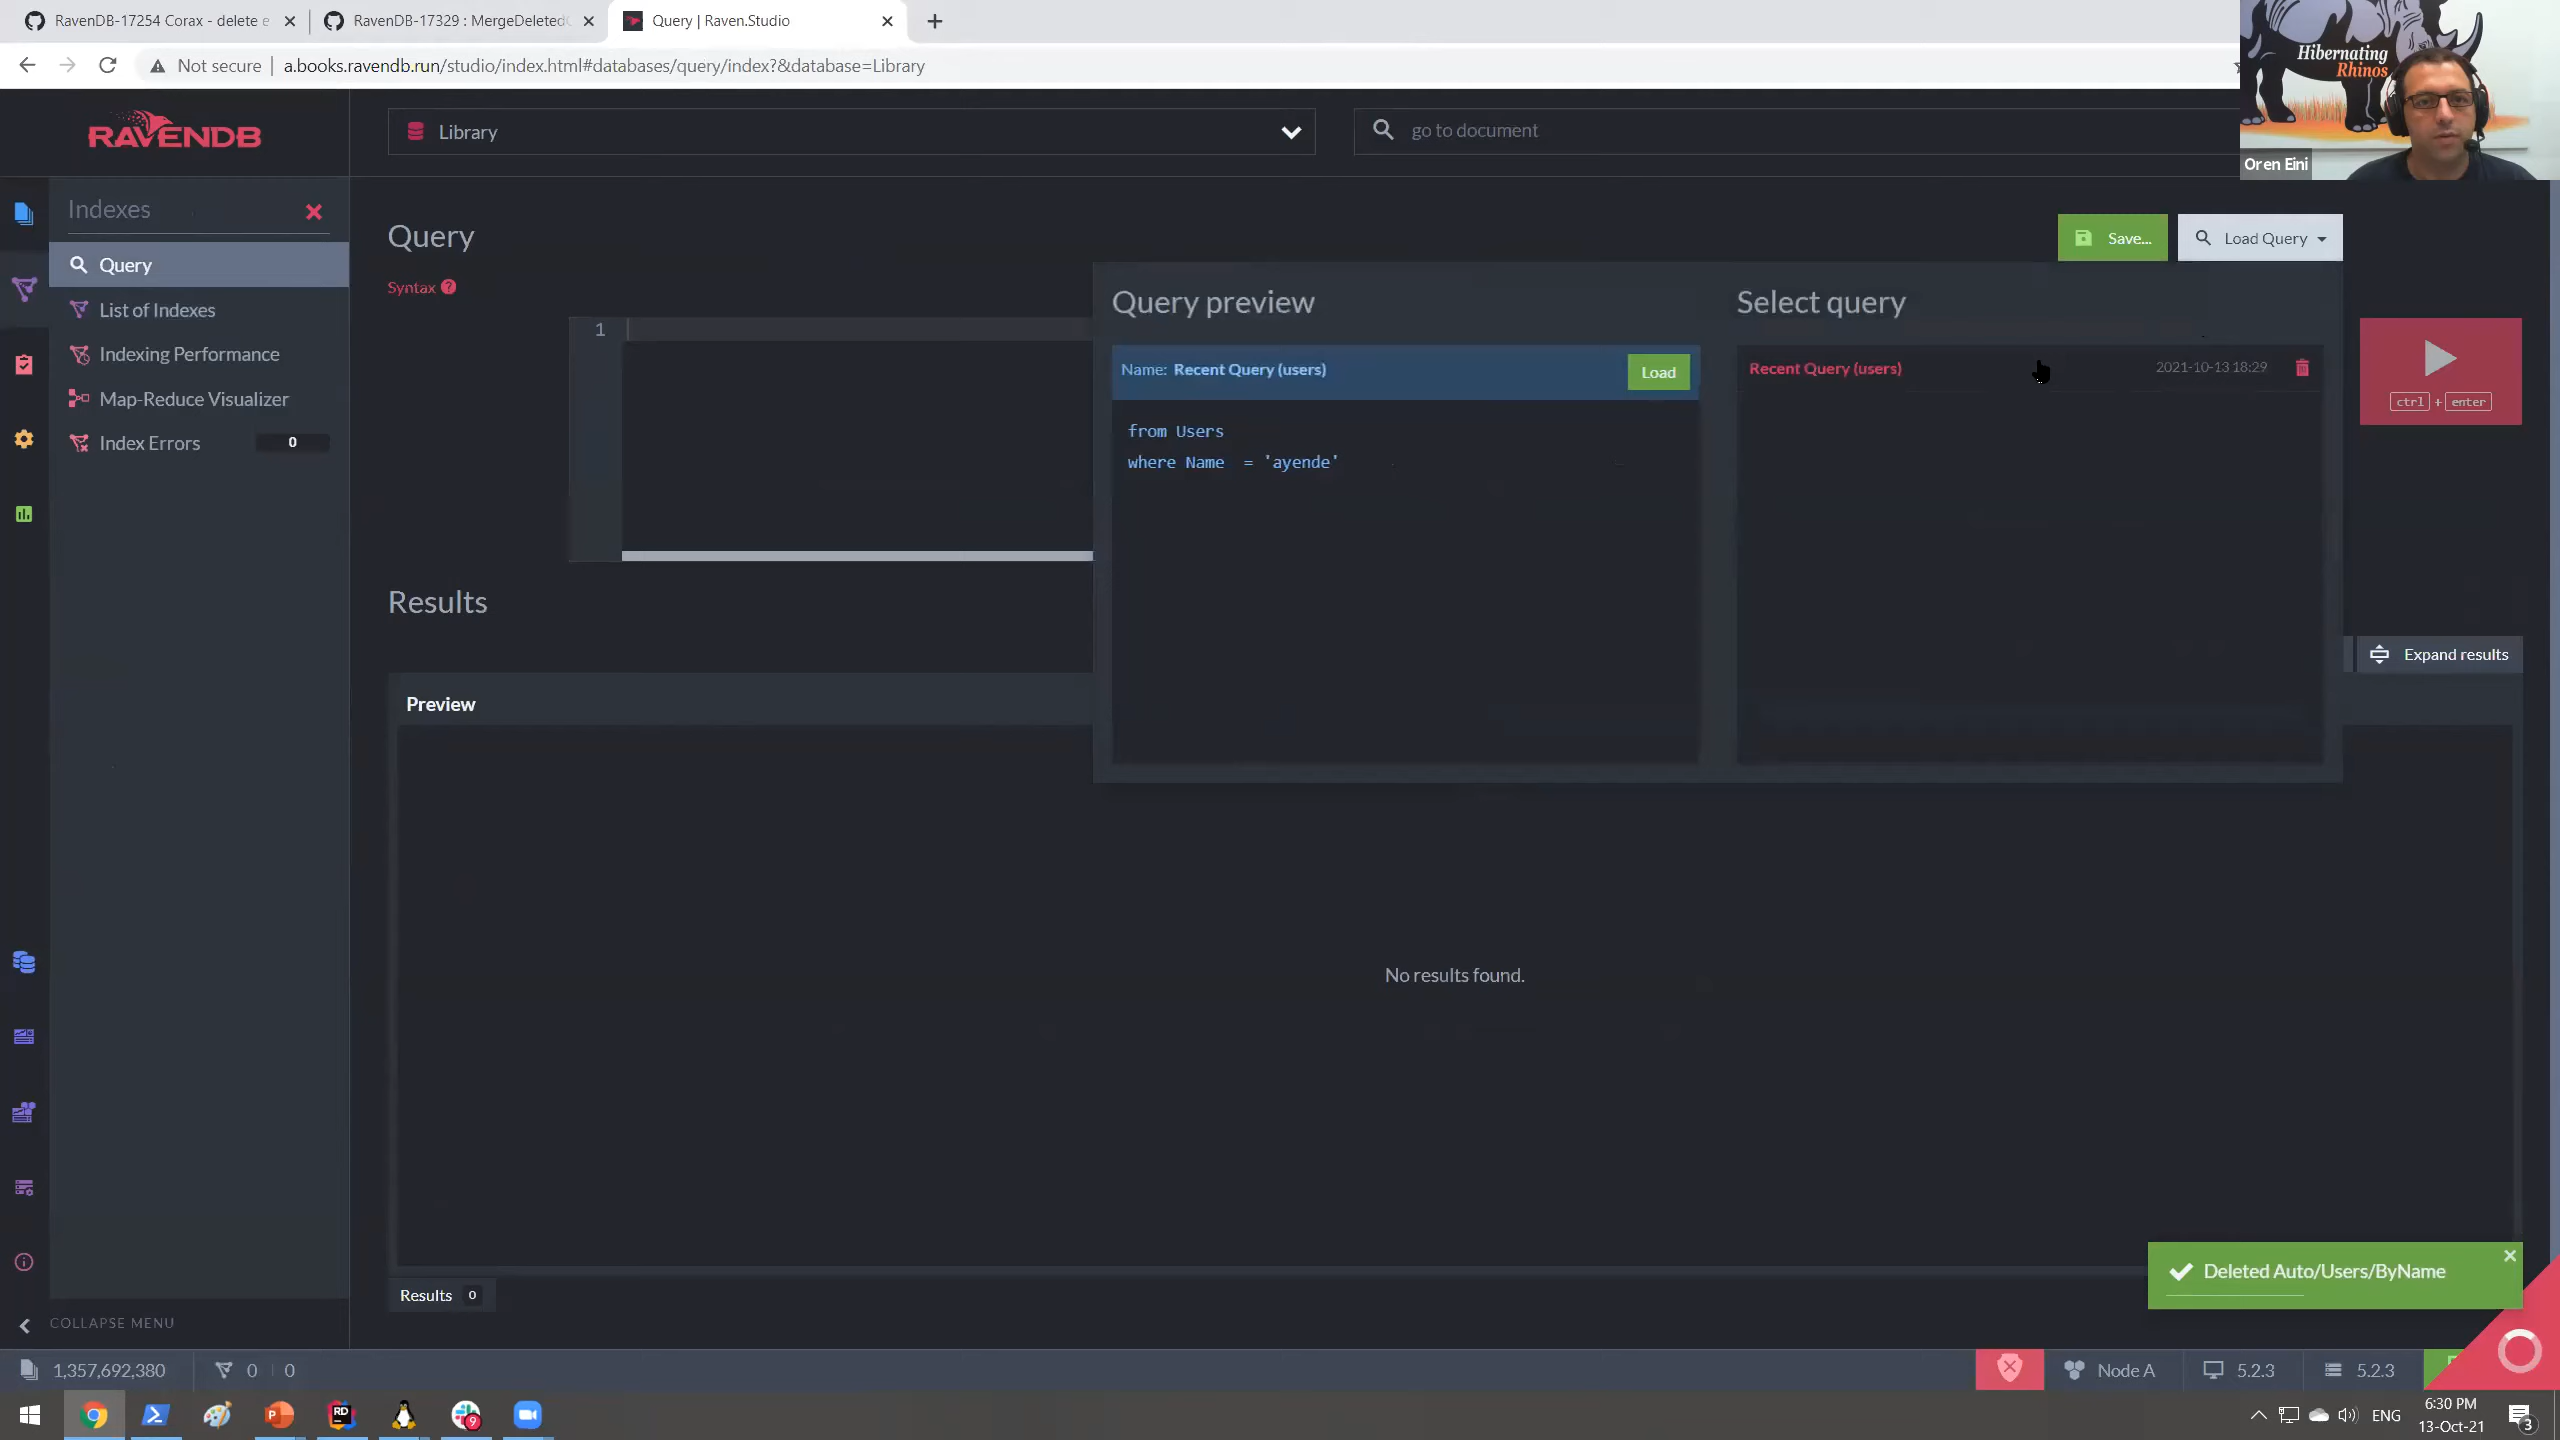 RavenDB-17254 Corax - delete e
RavenDB-17329 : MergeDeleted
Query | Raven.Studio
Not secure
a.books.ravendb.run/studio/index.html#databases/query/index?&database=Library
Hibernating
Rhinos
Oren Eini
RAVENDB
Library
go to document
Indexes
Query
List of Indexes
Indexing Performance
Map-Reduce Visualizer
Index Errors 0
Query
Save...
Load Query
Syntax
1
Query preview
Select query
Name: Recent Query (users)
Load
Recent Query (users)
2021-10-13 18:29
from Users
where Name  = 'ayende'
ctrl + enter
Results
Expand results
Preview
No results found.
Results 0
Deleted Auto/Users/ByName
COLLAPSE MENU
1,357,692,380
0 0
Node A
5.2.3
5.2.3
RD
9
ENG
6:30 PM
13-Oct-21
3